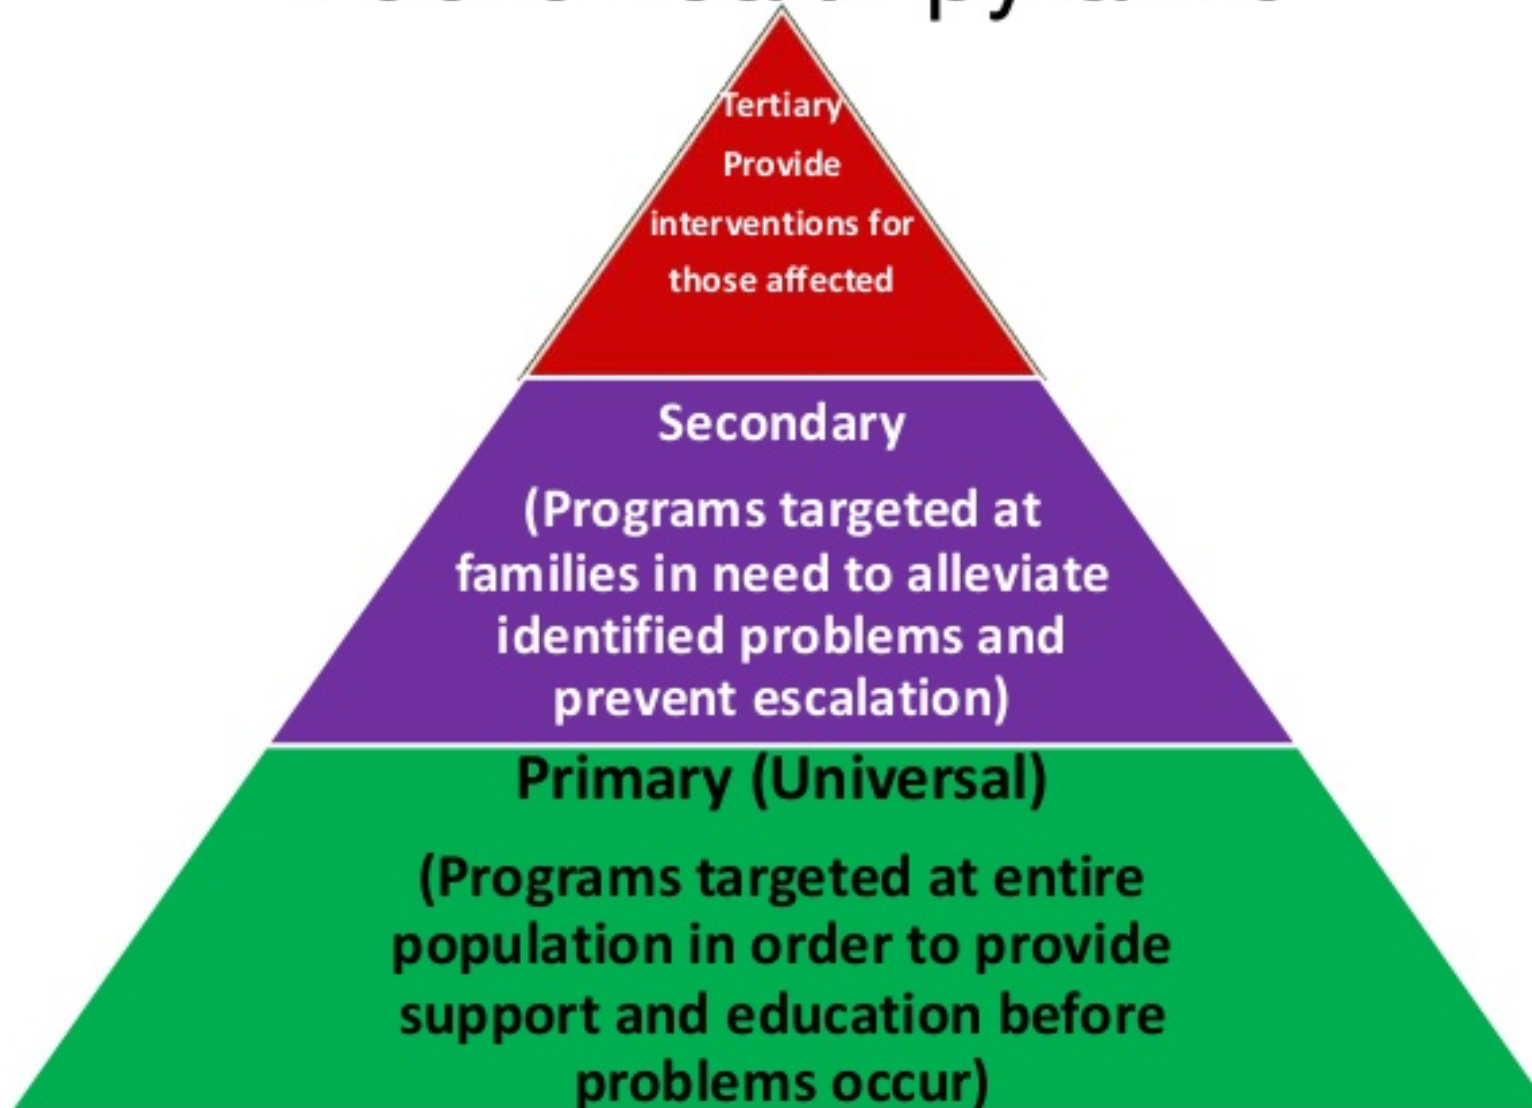 pyramid
Tertiary
Provide
interventions for
those affected
Secondary
(Programs targeted at
families in need to alleviate
identified problems and
prevent escalation)
Primary (Universal)
(Programs targeted at entire
population in order to provide
support and education before
problems occur)